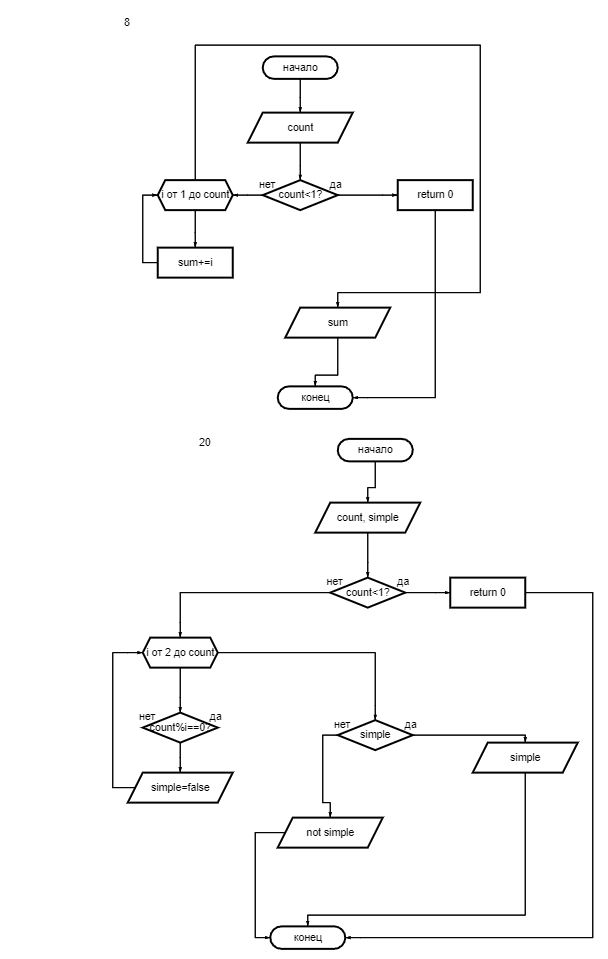 8
начало
count
нет
да
i от 1 до count
count<1?
return 0
sum+=i
sum
конец
20
начало
count, simple
нет
да
count<1?
return 0
i от 2 до count
нет
да
count%i==0?
нет
да
simple
simple
simple=false
not simple
конец